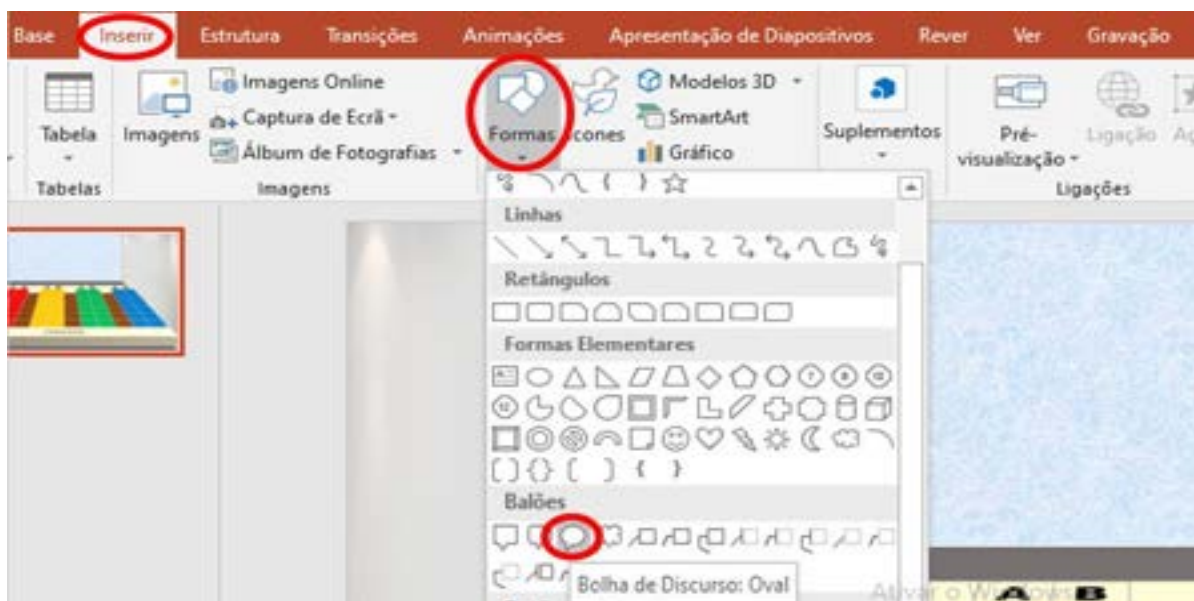 Base Inserir Estrutura Transições Animações Apresentação de Diapositivos Rever Ver Gravação
Imagens Online
Captura de Ecrã
Álbum de Fotografias
Tabela
Imagens
Formas
Ícones
Modelos 3D
SmartArt
Gráfico
Suplementos
Pré-
visualização
Ligação
Tabelas
Imagens
Ligações
Linhas
Retângulos
Formas Elementares
Balões
Bolha de Discurso: Oval
Ativar o Windows
A B